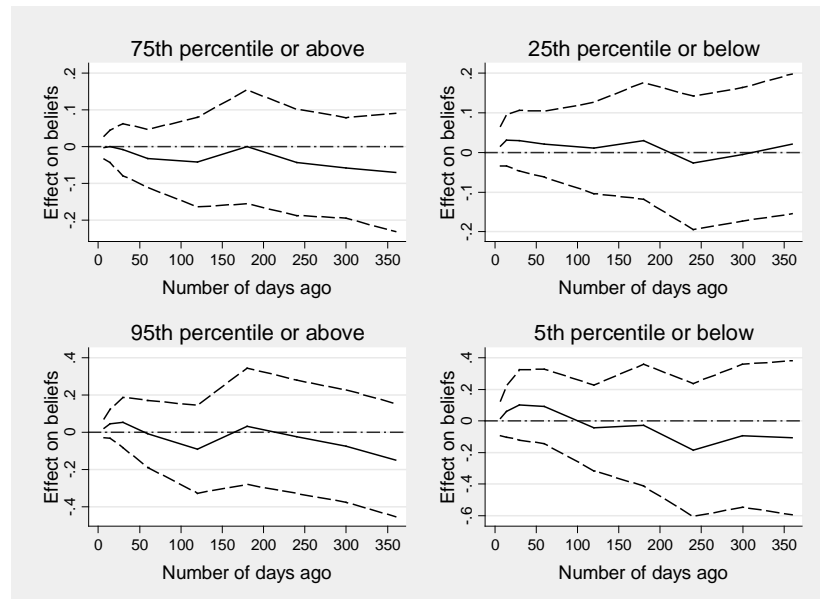 75th percentile or above
Effect on beliefs
.2
.1
0
-.1
-.2
0 50 100 150 200 250 300 350
Number of days ago
25th percentile or below
Effect on beliefs
.2
.1
0
-.1
-.2
0 50 100 150 200 250 300 350
Number of days ago
95th percentile or above
Effect on beliefs
.4
.2
0
-.2
-.4
0 50 100 150 200 250 300 350
Number of days ago
5th percentile or below
Effect on beliefs
.4
.2
0
-.2
-.4
-.6
0 50 100 150 200 250 300 350
Number of days ago